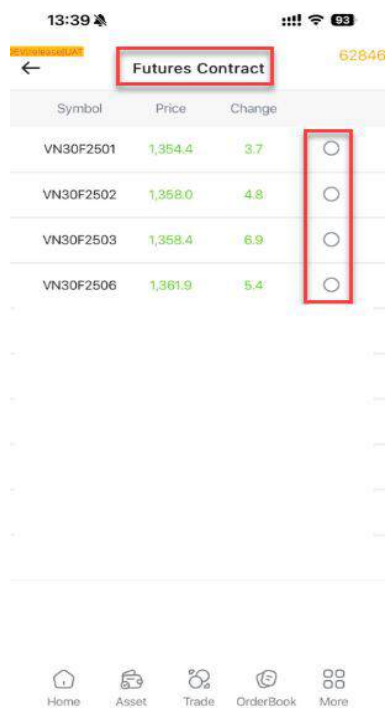 13:39 93
DEV/release/UAT 62846
Futures Contract
Symbol Price Change
VN30F2501 1,354.4 3.7
VN30F2502 1,358.0 4.8
VN30F2503 1,358.4 6.9
VN30F2506 1,361.9 5.4
Home Asset Trade OrderBook More